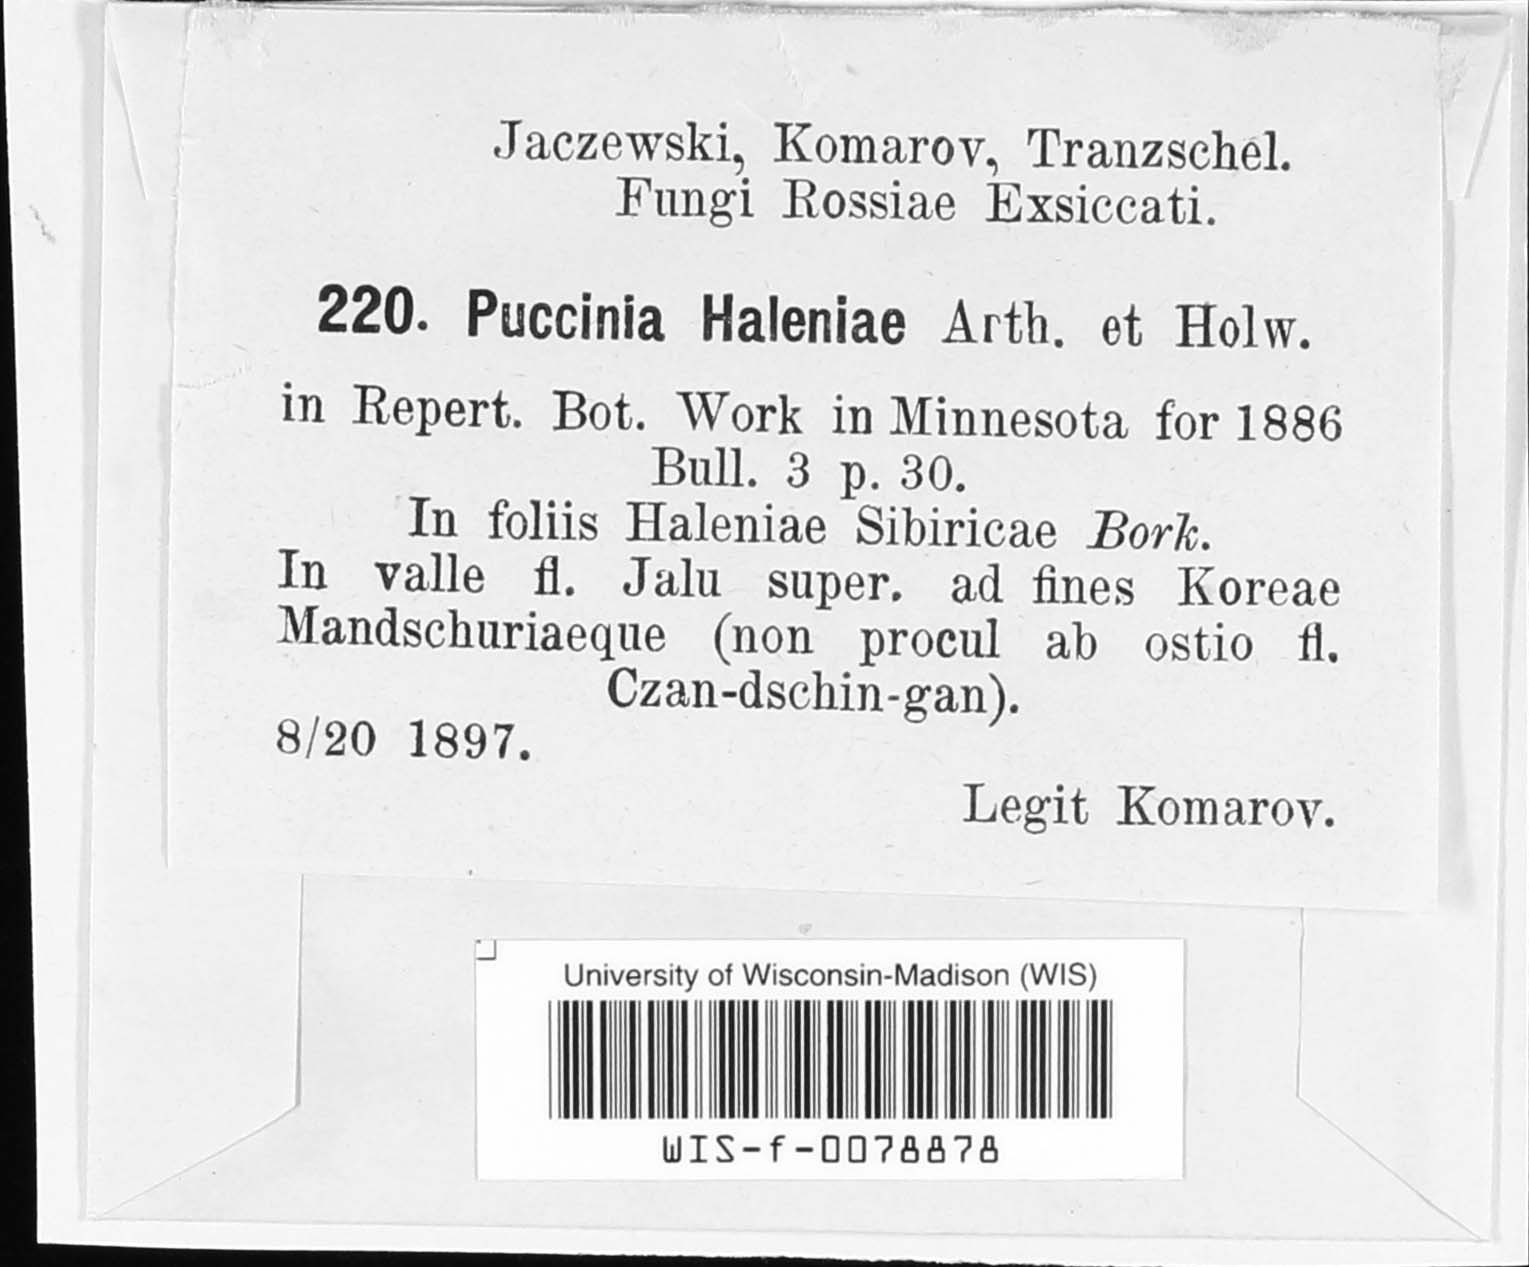 Jaczewski, Komarov, Tranzschel.
Fungi Rossiae Exsiccati.
220. Puccinia Haleniae Arth. et Holw.
in Repert. Bot. Work in Minnesota for 1886
Bull. 3 p. 30.
In foliis Haleniae Sibiricae Bork.
In valle fl. Jalu super. ad fines Koreae
Mandschuriaeque (non procul ab ostio fl.
Czan-dschin-gan).
8/20 1897.
Legit Komarov.
University of Wisconsin-Madison (WIS)
WIS-f-0078878